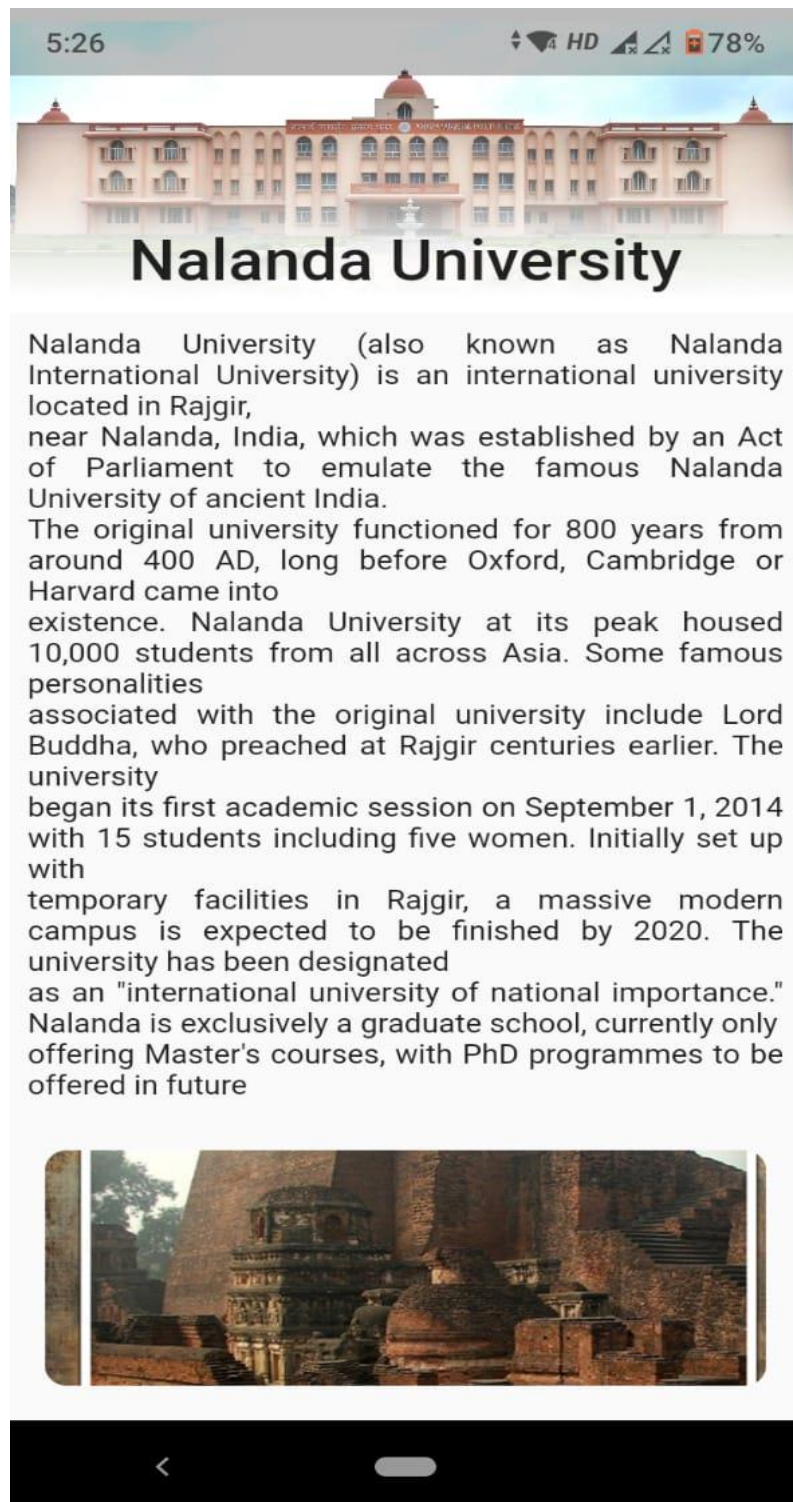 5:26
4 HD 78%
Nalanda University
Nalanda University (also known as Nalanda
International University) is an international university
located in Rajgir,
near Nalanda, India, which was established by an Act
of Parliament to emulate the famous Nalanda
University of ancient India.
The original university functioned for 800 years from
around 400 AD, long before Oxford, Cambridge or
Harvard came into
existence. Nalanda University at its peak housed
10,000 students from all across Asia. Some famous
personalities
associated with the original university include Lord
Buddha, who preached at Rajgir centuries earlier. The
university
began its first academic session on September 1, 2014
with 15 students including five women. Initially set up
with
temporary facilities in Rajgir, a massive modern
campus is expected to be finished by 2020. The
university has been designated
as an "international university of national importance."
Nalanda is exclusively a graduate school, currently only
offering Master's courses, with PhD programmes to be
offered in future